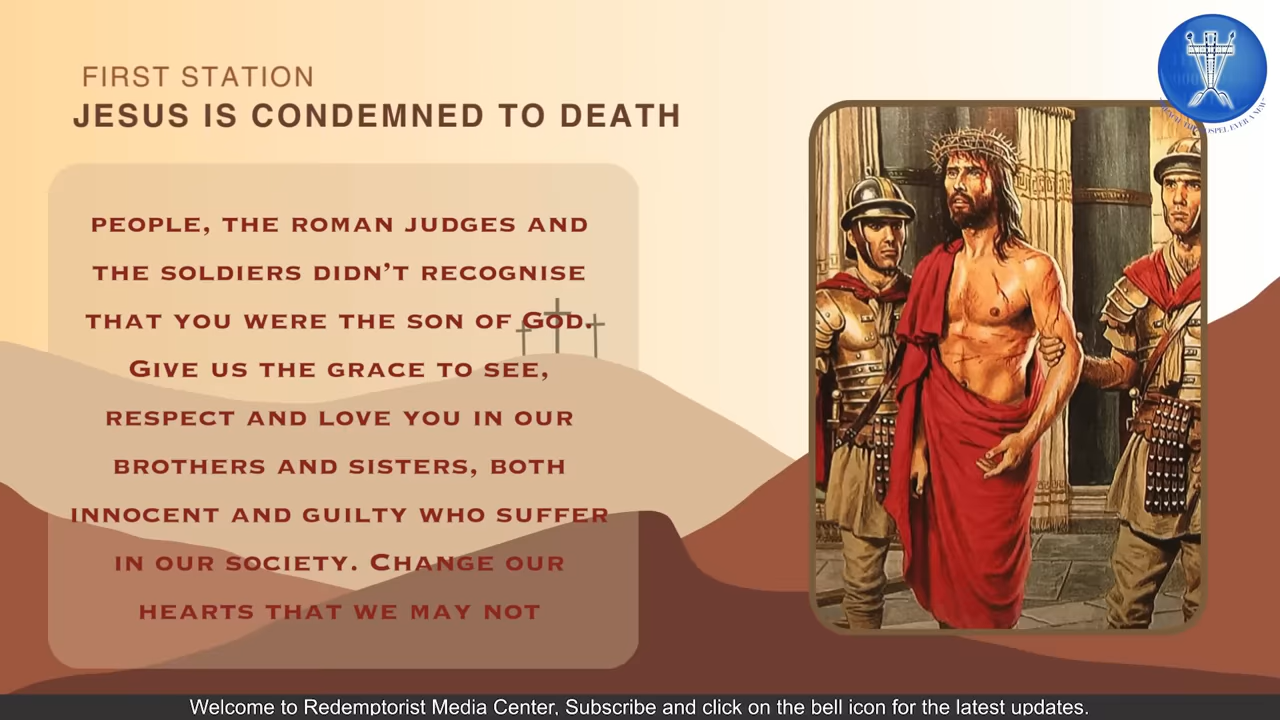 FIRST STATION
JESUS IS CONDEMNED TO DEATH
PEOPLE, THE ROMAN JUDGES AND
THE SOLDIERS DIDN'T RECOGNISE
THAT YOU WERE THE SON OF GOD.
GIVE US THE GRACE TO SEE,
RESPECT AND LOVE YOU IN OUR
BROTHERS AND SISTERS, BOTH
INNOCENT AND GUILTY WHO SUFFER
IN OUR SOCIETY. CHANGE OUR
HEARTS THAT WE MAY NOT
Welcome to Redemptorist Media Center, Subscribe and click on the bell icon for the latest updates.